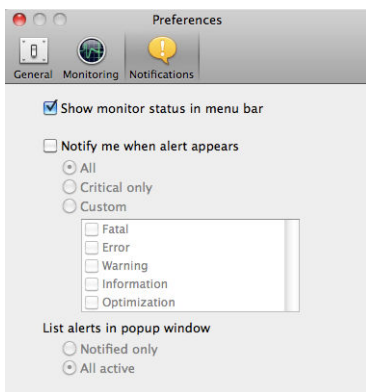 Preferences
General Monitoring Notifications
Show monitor status in menu bar
Notify me when alert appears
All
Critical only
Custom
Fatal
Error
Warning
Information
Optimization
List alerts in popup window
Notified only
All active